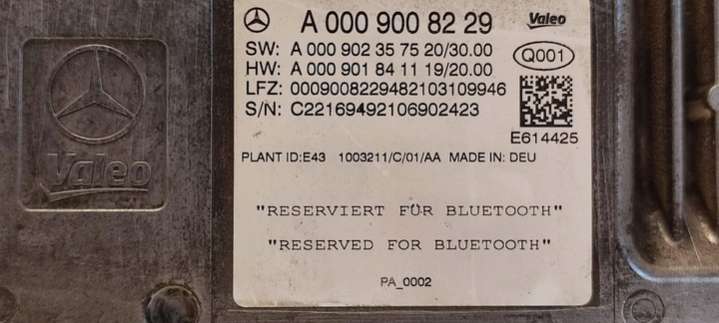 A 000 900 82 29
Valeo
SW: A 000 902 35 75 20/30.00
HW: A 000 901 84 11 19/20.00
Q001
LFZ: 0009008229482103109946
S/N: C22169492106902423
E614425
PLANT ID:E43 1003211/C/01/AA MADE IN: DEU
Valeo
"RESERVIERT FÜR BLUETOOTH"
"RESERVED FOR BLUETOOTH"
PA_0002